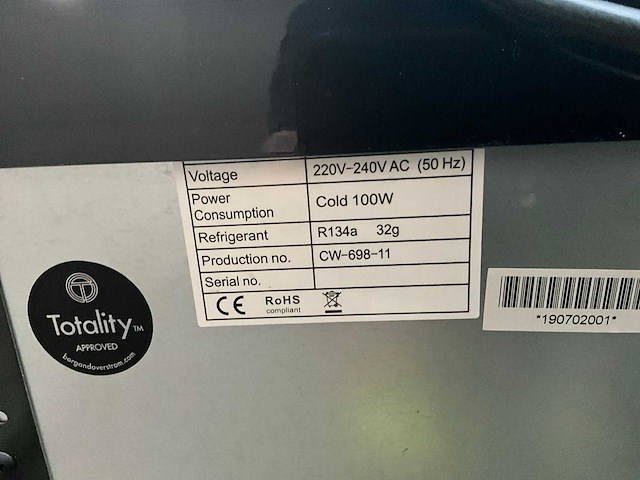 Voltage 220V-240V AC (50 Hz)
Power
Consumption Cold 100W
Refrigerant R134a 32g
Production no. CW-698-11
Serial no.
CE RoHS
compliant
Totality TM
APPROVED
borgandoverstrom.com
*190702001*